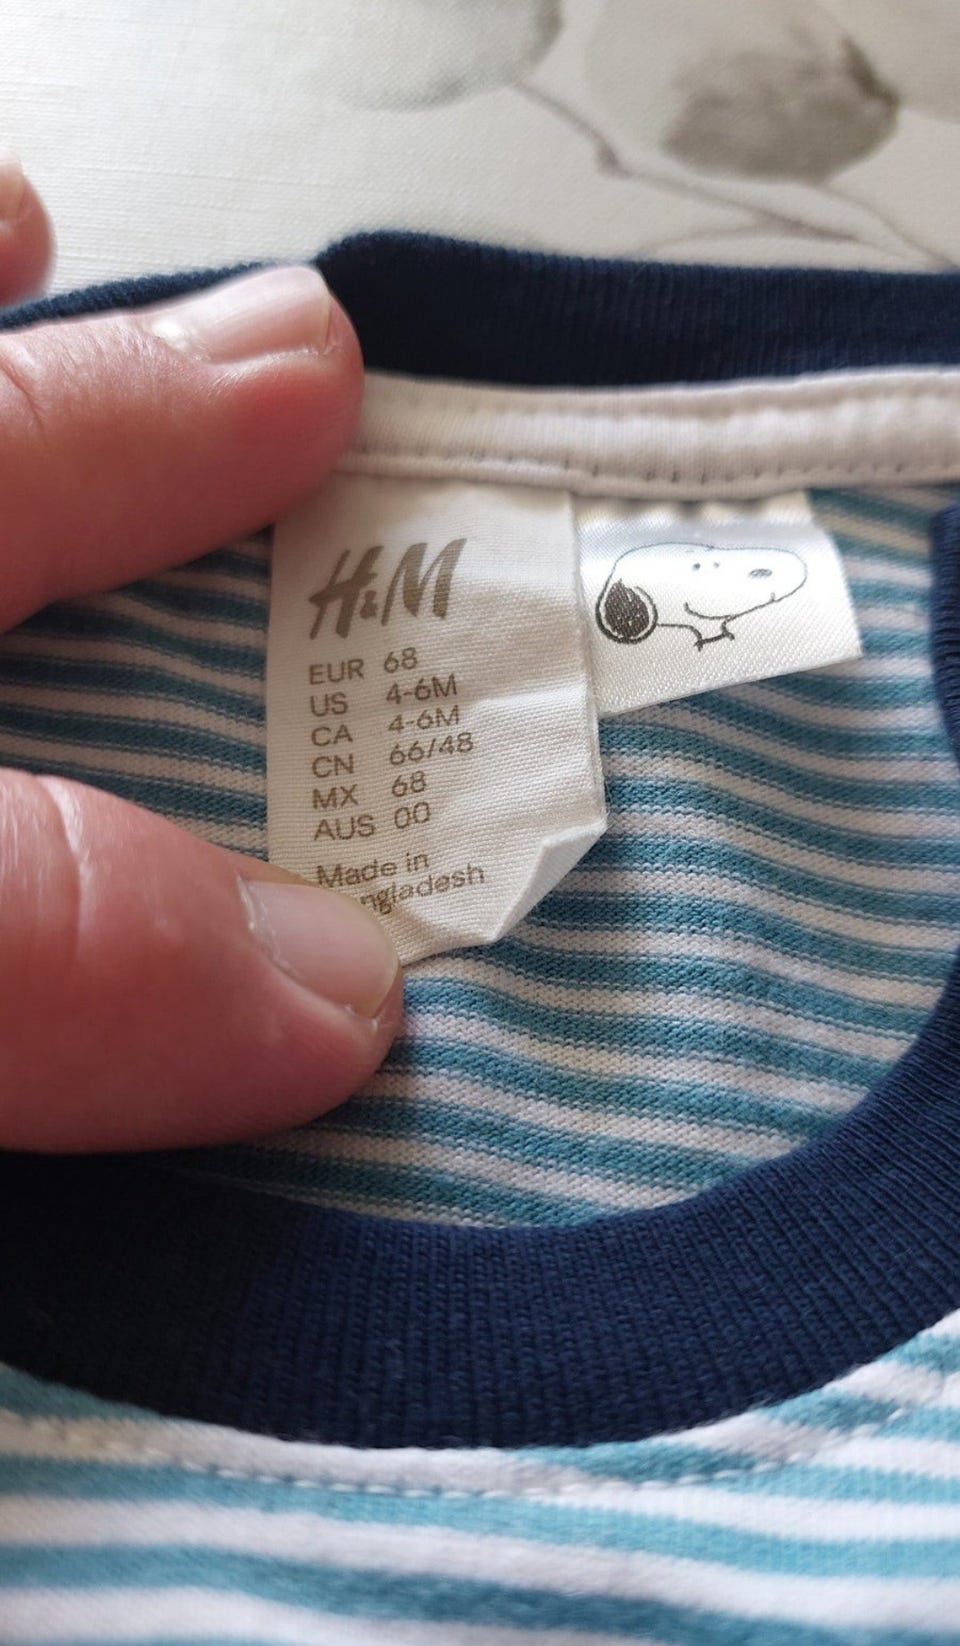 H&M
EUR 68
US 4-6M
CA 4-6M
CN 66/48
MX 68
AUS 00
Made in
ngladesh